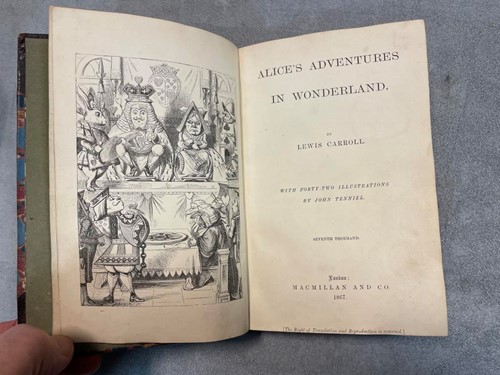 ALICE'S ADVENTURES
IN WONDERLAND.
BY
LEWIS CARROLL.
WITH FORTY-TWO ILLUSTRATIONS
BY JOHN TENNIEL.
SEVENTH THOUSAND.
London:
MACMILLAN AND CO.
1867.
[The Right of Translation and Reproduction is reserved.]